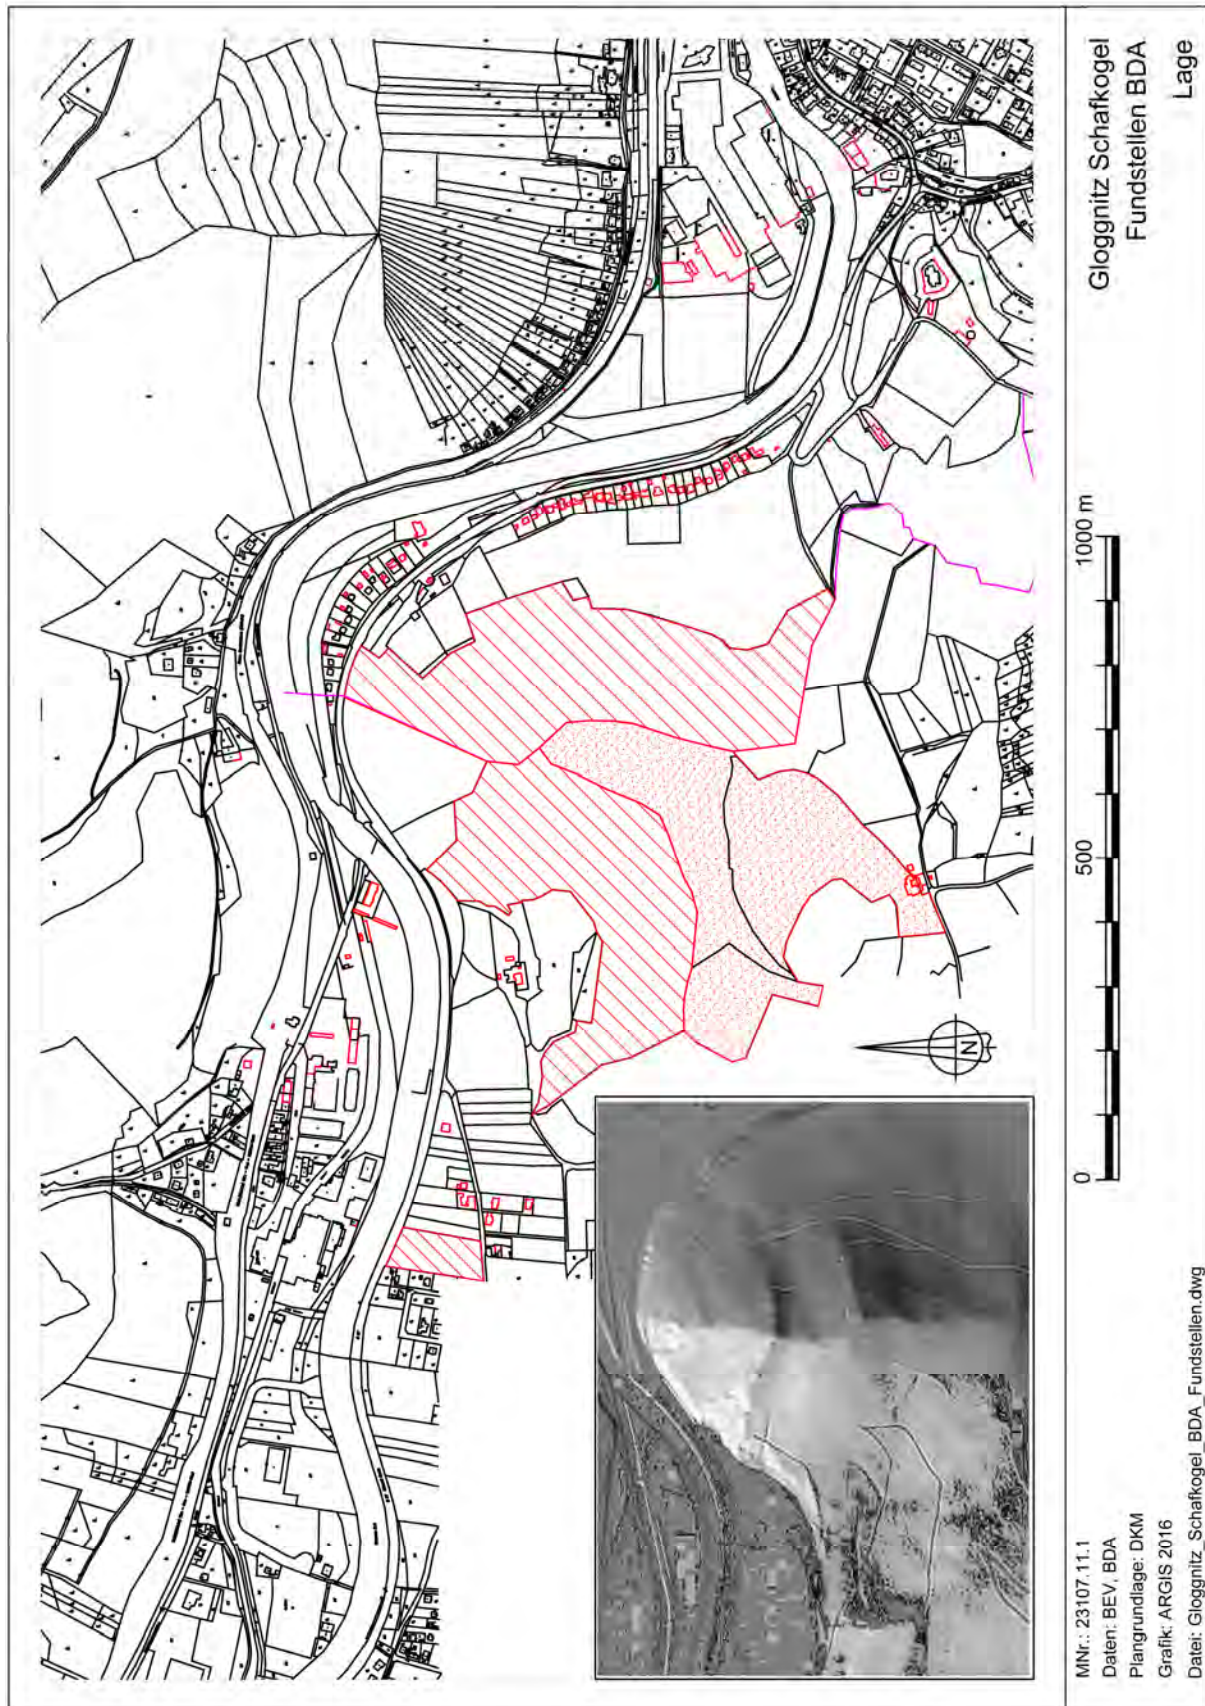 Gloggnitz Schafkogel
Fundstellen BDA
Lage
0
500
1000 m
N
MNr.: 23107.11.1
Daten: BEV, BDA
Plangrundlage: DKM
Grafik: ARGIS 2016
Datei: Gloggnitz_Schafkogel_BDA_Fundstellen.dwg